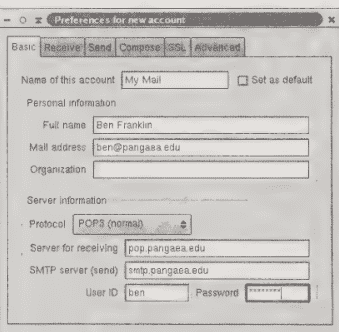 Preferences for new account
Basic Receive Send Compose SSL Advanced
Name of this account My Mail Set as default
Personal information
Full name Ben Franklin
Mail address ben@pangaea.edu
Organization
Server information
Protocol POP3 (normal)
Server for receiving pop.pangaea.edu
SMTP server (send) smtp.pangaea.edu
User ID ben Password ********